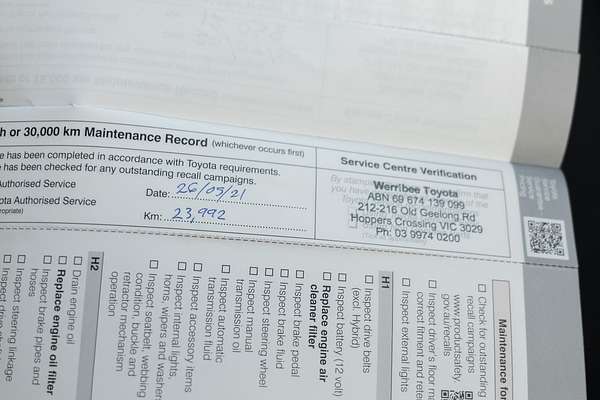 h or 30,000 km Maintenance Record (whichever occurs first)
e has been completed in accordance with Toyota requirements.
e has been checked for any outstanding recall campaigns.
Authorised Service
ota Authorised Service
Date: 26/05/21
Km: 23,992
Service Centre Verification
By stamping
you have
Werribee Toyota
ABN 69 674 139 099
212-216 Old Geelong Rd
Hoppers Crossing VIC 3029
Ph: 03 9974 0200
Maintenance for
Check for outstanding
recall campaigns
www.productsafety.
gov.au/recalls
Inspect driver's floor m
correct fitment and rete
Inspect external lights
H1
Inspect drive belts
(excl. Hybrid)
Inspect battery (12 volt)
Replace engine air
cleaner filter
Inspect brake pedal
Inspect brake fluid
Inspect steering wheel
Inspect manual
transmission oil
Inspect automatic
transmission fluid
Inspect accessory items
Inspect internal lights,
horns, wipers and washers
Inspect seatbelt, webbing
condition, buckle and
retractor mechanism
operation
H2
Drain engine oil
Replace engine oil filter
Inspect brake pipes and
hoses
Inspect steering linkage